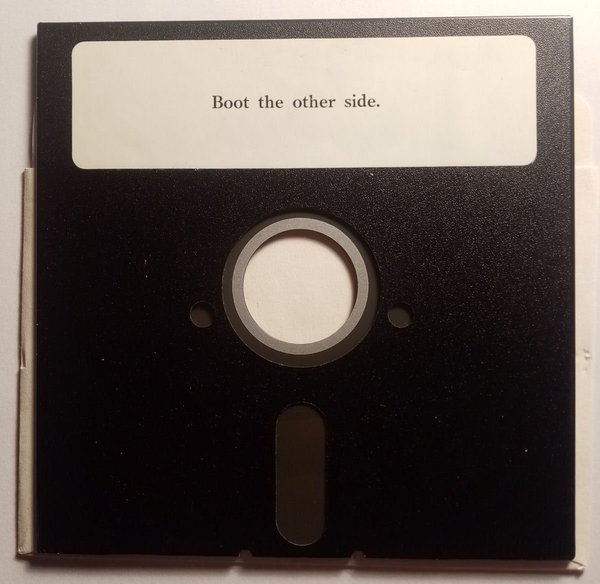 Boot the other side.